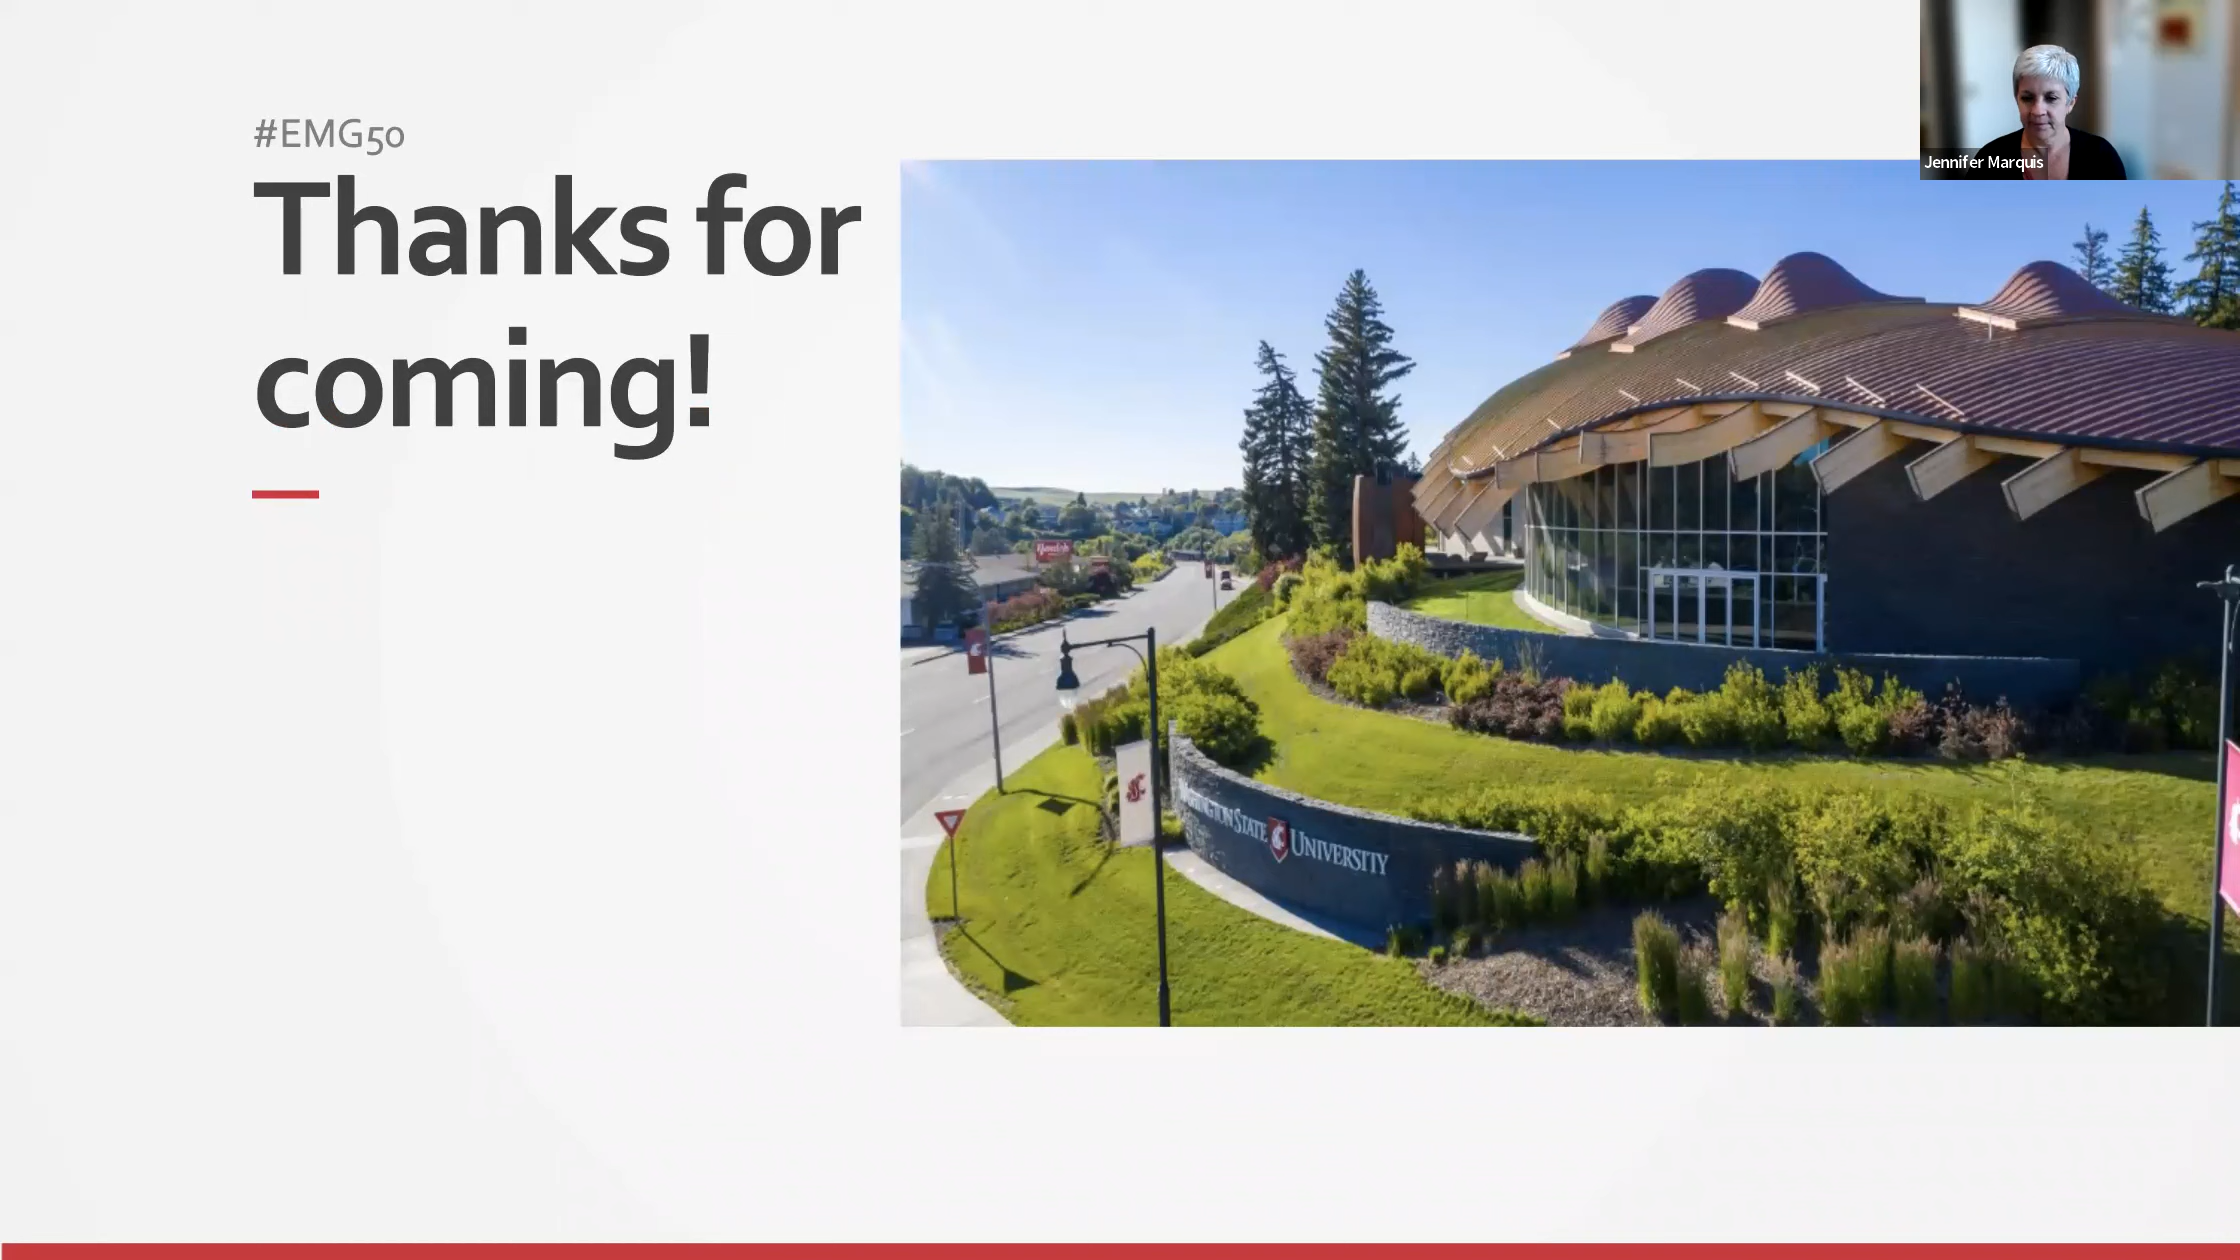 #EMG50
Thanks for
coming!
Jennifer Marquis
WASHINGTON STATE UNIVERSITY